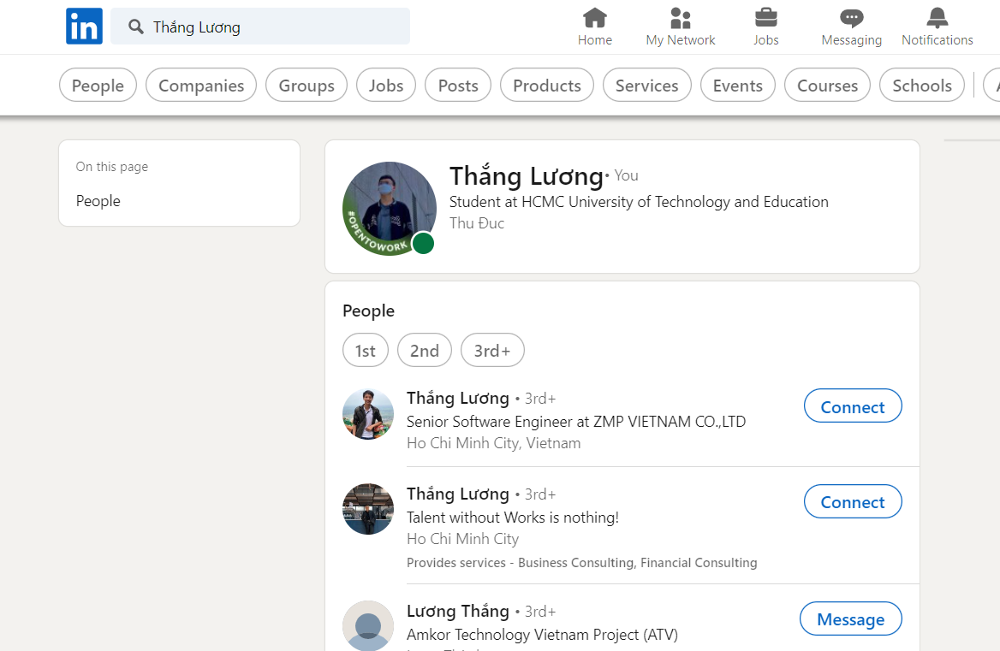 in
Thắng Lương
Home
My Network
Jobs
Messaging
Notifications
People
Companies
Groups
Jobs
Posts
Products
Services
Events
Courses
Schools
On this page
People
Thắng Lương • You
Student at HCMC University of Technology and Education
Thu Đuc
#OPENTOWORK
People
1st
2nd
3rd+
Thắng Lương • 3rd+
Senior Software Engineer at ZMP VIETNAM CO.,LTD
Ho Chi Minh City, Vietnam
Connect
Thắng Lương • 3rd+
Talent without Works is nothing!
Ho Chi Minh City
Provides services - Business Consulting, Financial Consulting
Connect
Lương Thắng • 3rd+
Amkor Technology Vietnam Project (ATV)
Message